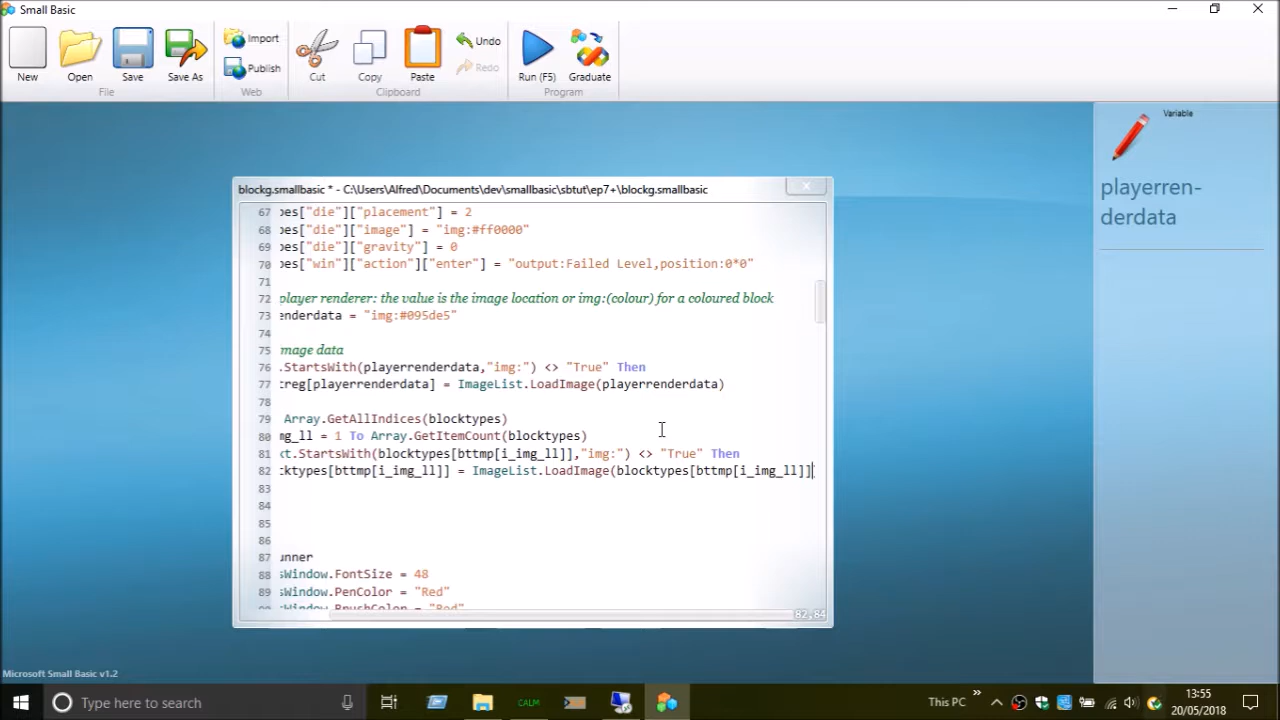 Small Basic
New
Open
Save
Save As
File
Import
Publish
Web
Cut
Copy
Paste
Undo
Redo
Clipboard
Run (F5)
Graduate
Program
Variable
playerren-
derdata
blockg.smallbasic * - C:\Users\Alfred\Documents\dev\smallbasic\sbtut\ep7+\blockg.smallbasic
67 pes["die"]["placement"] = 2
68 pes["die"]["image"] = "img:#ff0000"
69 pes["die"]["gravity"] = 0
70 pes["win"]["action"]["enter"] = "output:Failed Level,position:0*0"
71
72 player renderer: the value is the image location or img:(colour) for a coloured block
73 enderdata = "img:#095de5"
74
75 mage data
76 .StartsWith(playerrenderdata,"img:") <> "True" Then
77 creg[playerrenderdata] = ImageList.LoadImage(playerrenderdata)
78
79 Array.GetAllIndices(blocktypes)
80 mg_ll = 1 To Array.GetItemCount(blocktypes)
81 xt.StartsWith(blocktypes[bttmp[i_img_ll]],"img:") <> "True" Then
82 cktypes[bttmp[i_img_ll]] = ImageList.LoadImage(blocktypes[bttmp[i_img_ll]]
83
84
85
86
87 unner
88 sWindow.FontSize = 48
89 sWindow.PenColor = "Red"
sWindow.BrushColor = "Red"
82,84
Microsoft Small Basic v1.2
Type here to search
CALM
This PC
13:55
20/05/2018